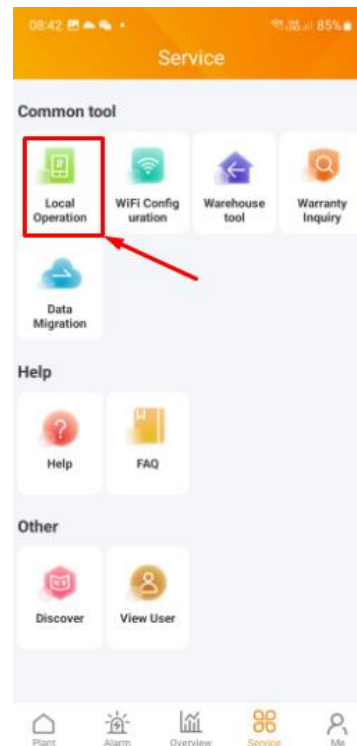 08:42
85%
Service
Common tool
Local
Operation
WiFi Config
uration
Warehouse
tool
Warranty
Inquiry
Data
Migration
Help
Help
FAQ
Other
Discover
View User
Plant
Alarm
Overview
Service
Me